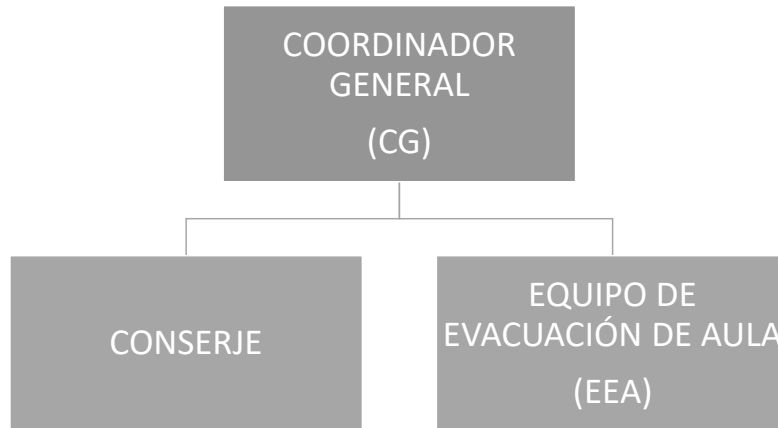 COORDINADOR
GENERAL
(CG)
CONSERJE
EQUIPO DE
EVACUACIÓN DE AULA
(EEA)